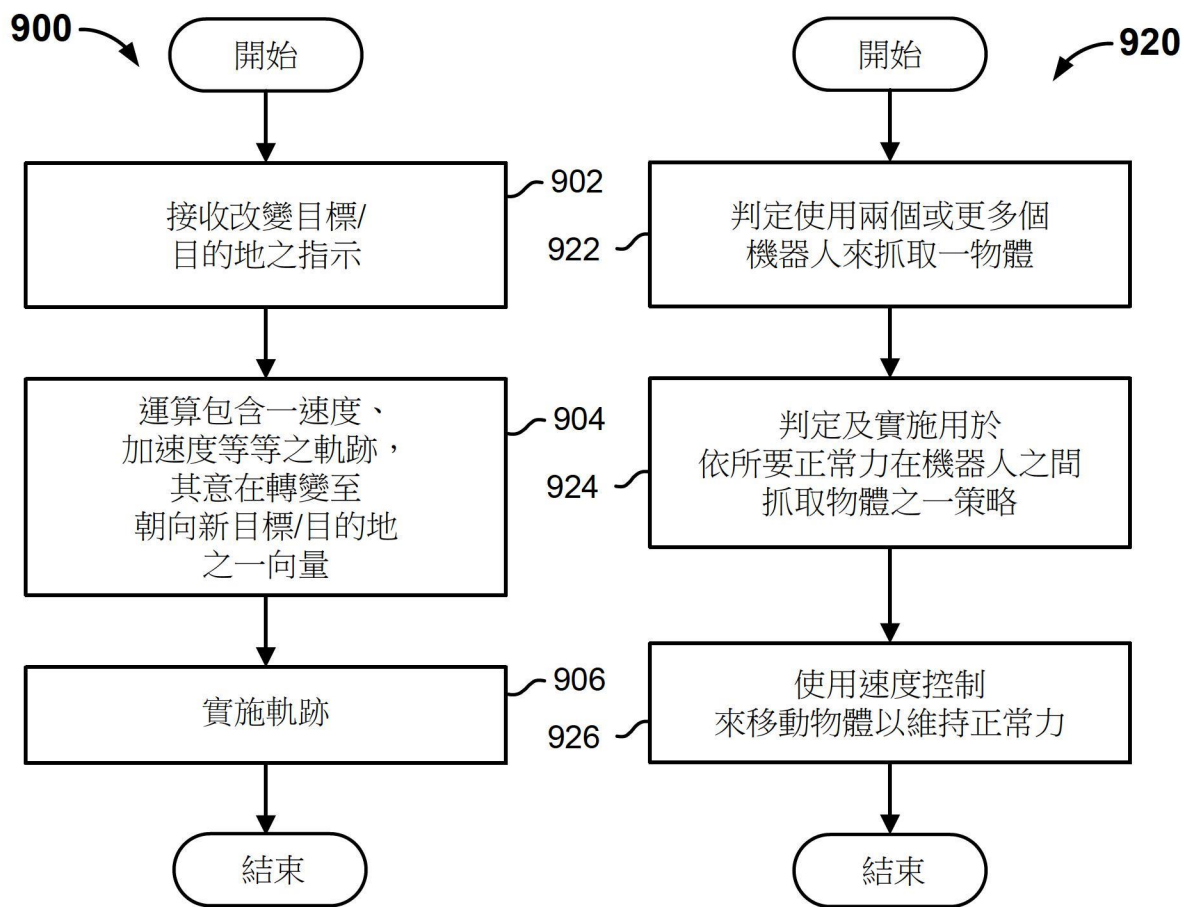 900
開始
902
接收改變目標/
目的地之指示
904
運算包含一速度、
加速度等等之軌跡，
其意在轉變至
朝向新目標/目的地
之一向量
906
實施軌跡
結束
920
開始
922
判定使用兩個或更多個
機器人來抓取一物體
924
判定及實施用於
依所要正常力在機器人之間
抓取物體之一策略
926
使用速度控制
來移動物體以維持正常力
結束